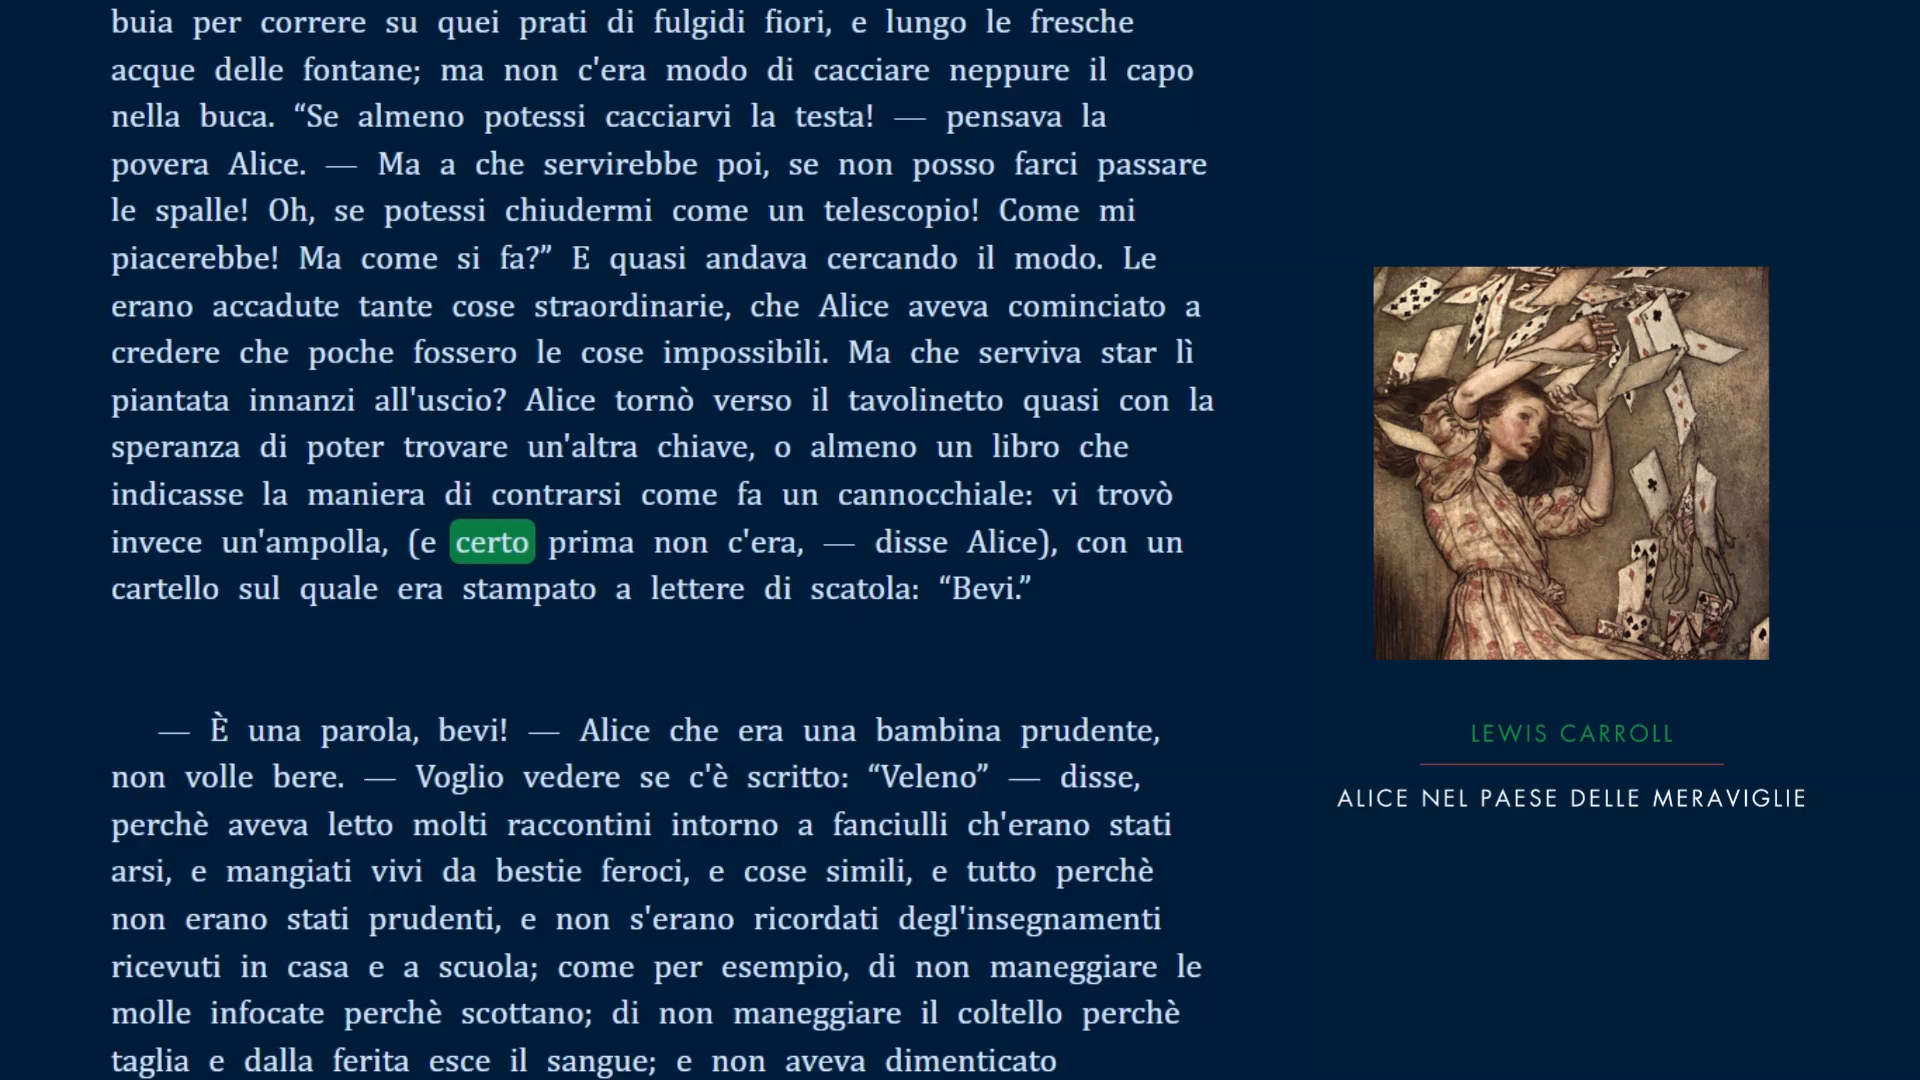 buia per correre su quei prati di fulgidi fiori, e lungo le fresche
acque delle fontane; ma non c'era modo di cacciare neppure il capo
nella buca. “Se almeno potessi cacciarvi la testa! — pensava la
povera Alice. — Ma a che servirebbe poi, se non posso farci passare
le spalle! Oh, se potessi chiudermi come un telescopio! Come mi
piacerebbe! Ma come si fa?” E quasi andava cercando il modo. Le
erano accadute tante cose straordinarie, che Alice aveva cominciato a
credere che poche fossero le cose impossibili. Ma che serviva star lì
piantata innanzi all'uscio? Alice tornò verso il tavolinetto quasi con la
speranza di poter trovare un'altra chiave, o almeno un libro che
indicasse la maniera di contrarsi come fa un cannocchiale: vi trovò
invece un'ampolla, (e certo prima non c'era, — disse Alice), con un
cartello sul quale era stampato a lettere di scatola: “Bevi.”
— È una parola, bevi! — Alice che era una bambina prudente,
non volle bere. — Voglio vedere se c'è scritto: “Veleno” — disse,
perchè aveva letto molti raccontini intorno a fanciulli ch'erano stati
arsi, e mangiati vivi da bestie feroci, e cose simili, e tutto perchè
non erano stati prudenti, e non s'erano ricordati degl'insegnamenti
ricevuti in casa e a scuola; come per esempio, di non maneggiare le
molle infocate perchè scottano; di non maneggiare il coltello perchè
taglia e dalla ferita esce il sangue; e non aveva dimenticato
LEWIS CARROLL
ALICE NEL PAESE DELLE MERAVIGLIE